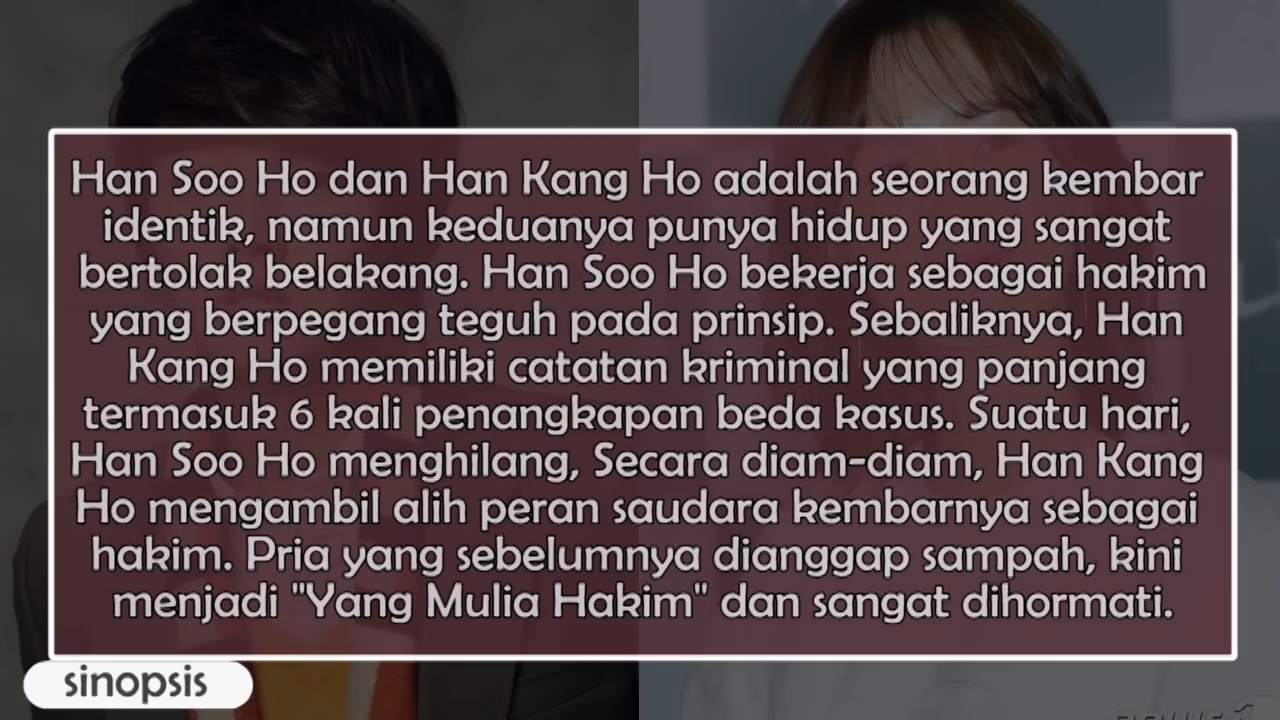 Han Soo Ho dan Han Kang Ho adalah seorang kembar
identik, namun keduanya punya hidup yang sangat
bertolak belakang. Han Soo Ho bekerja sebagai hakim
yang berpegang teguh pada prinsip. Sebaliknya, Han
Kang Ho memiliki catatan kriminal yang panjang
termasuk 6 kali penangkapan beda kasus. Suatu hari,
Han Soo Ho menghilang, Secara diam-diam, Han Kang
Ho mengambil alih peran saudara kembarnya sebagai
hakim. Pria yang sebelumnya dianggap sampah, kini
menjadi "Yang Mulia Hakim" dan sangat dihormati.
sinopsis